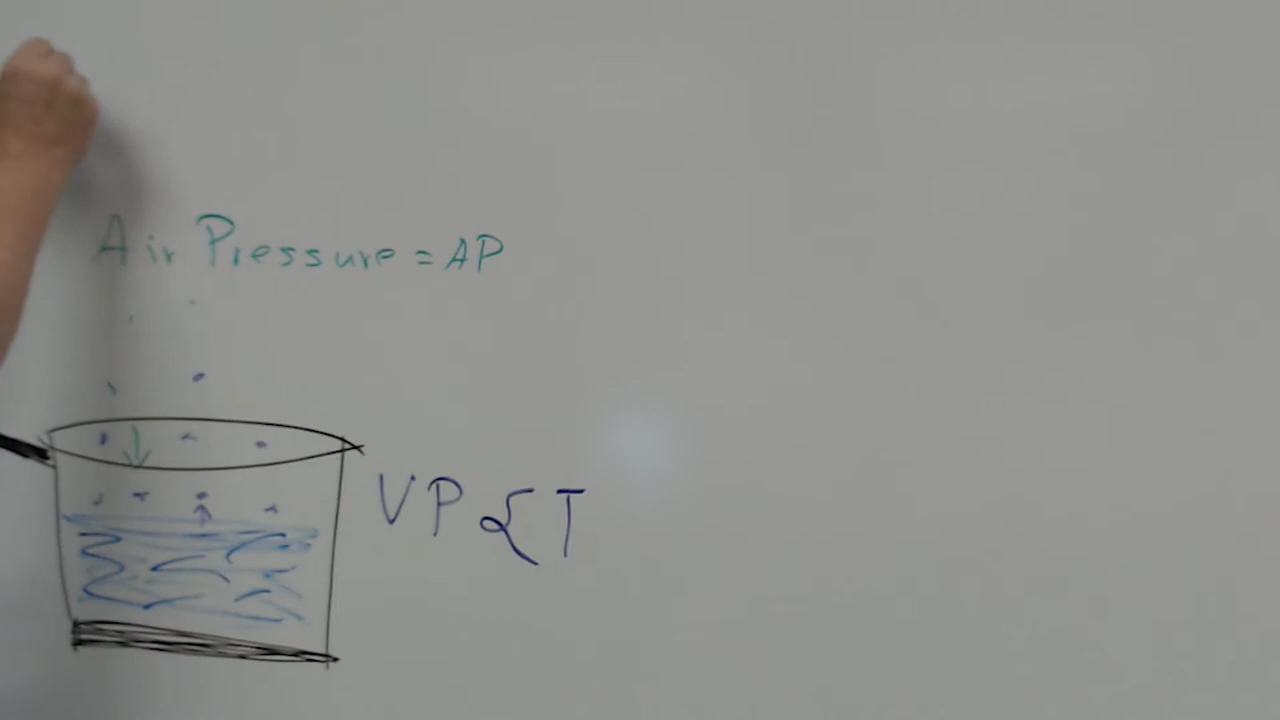 Air Pressure = AP
VP α T